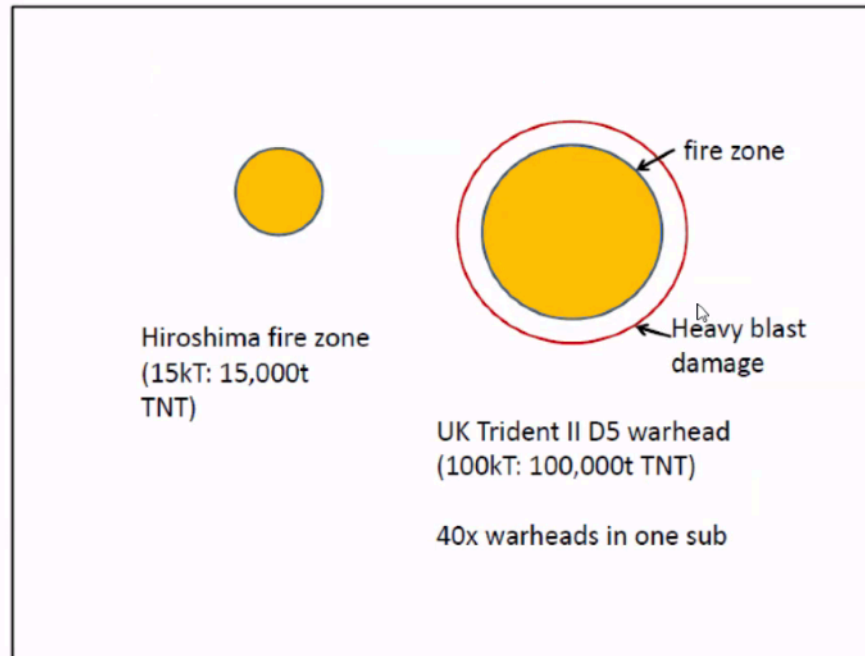 fire zone
Hiroshima fire zone
(15kT: 15,000t
TNT)
Heavy blast
damage
UK Trident II D5 warhead
(100kT: 100,000t TNT)
40x warheads in one sub